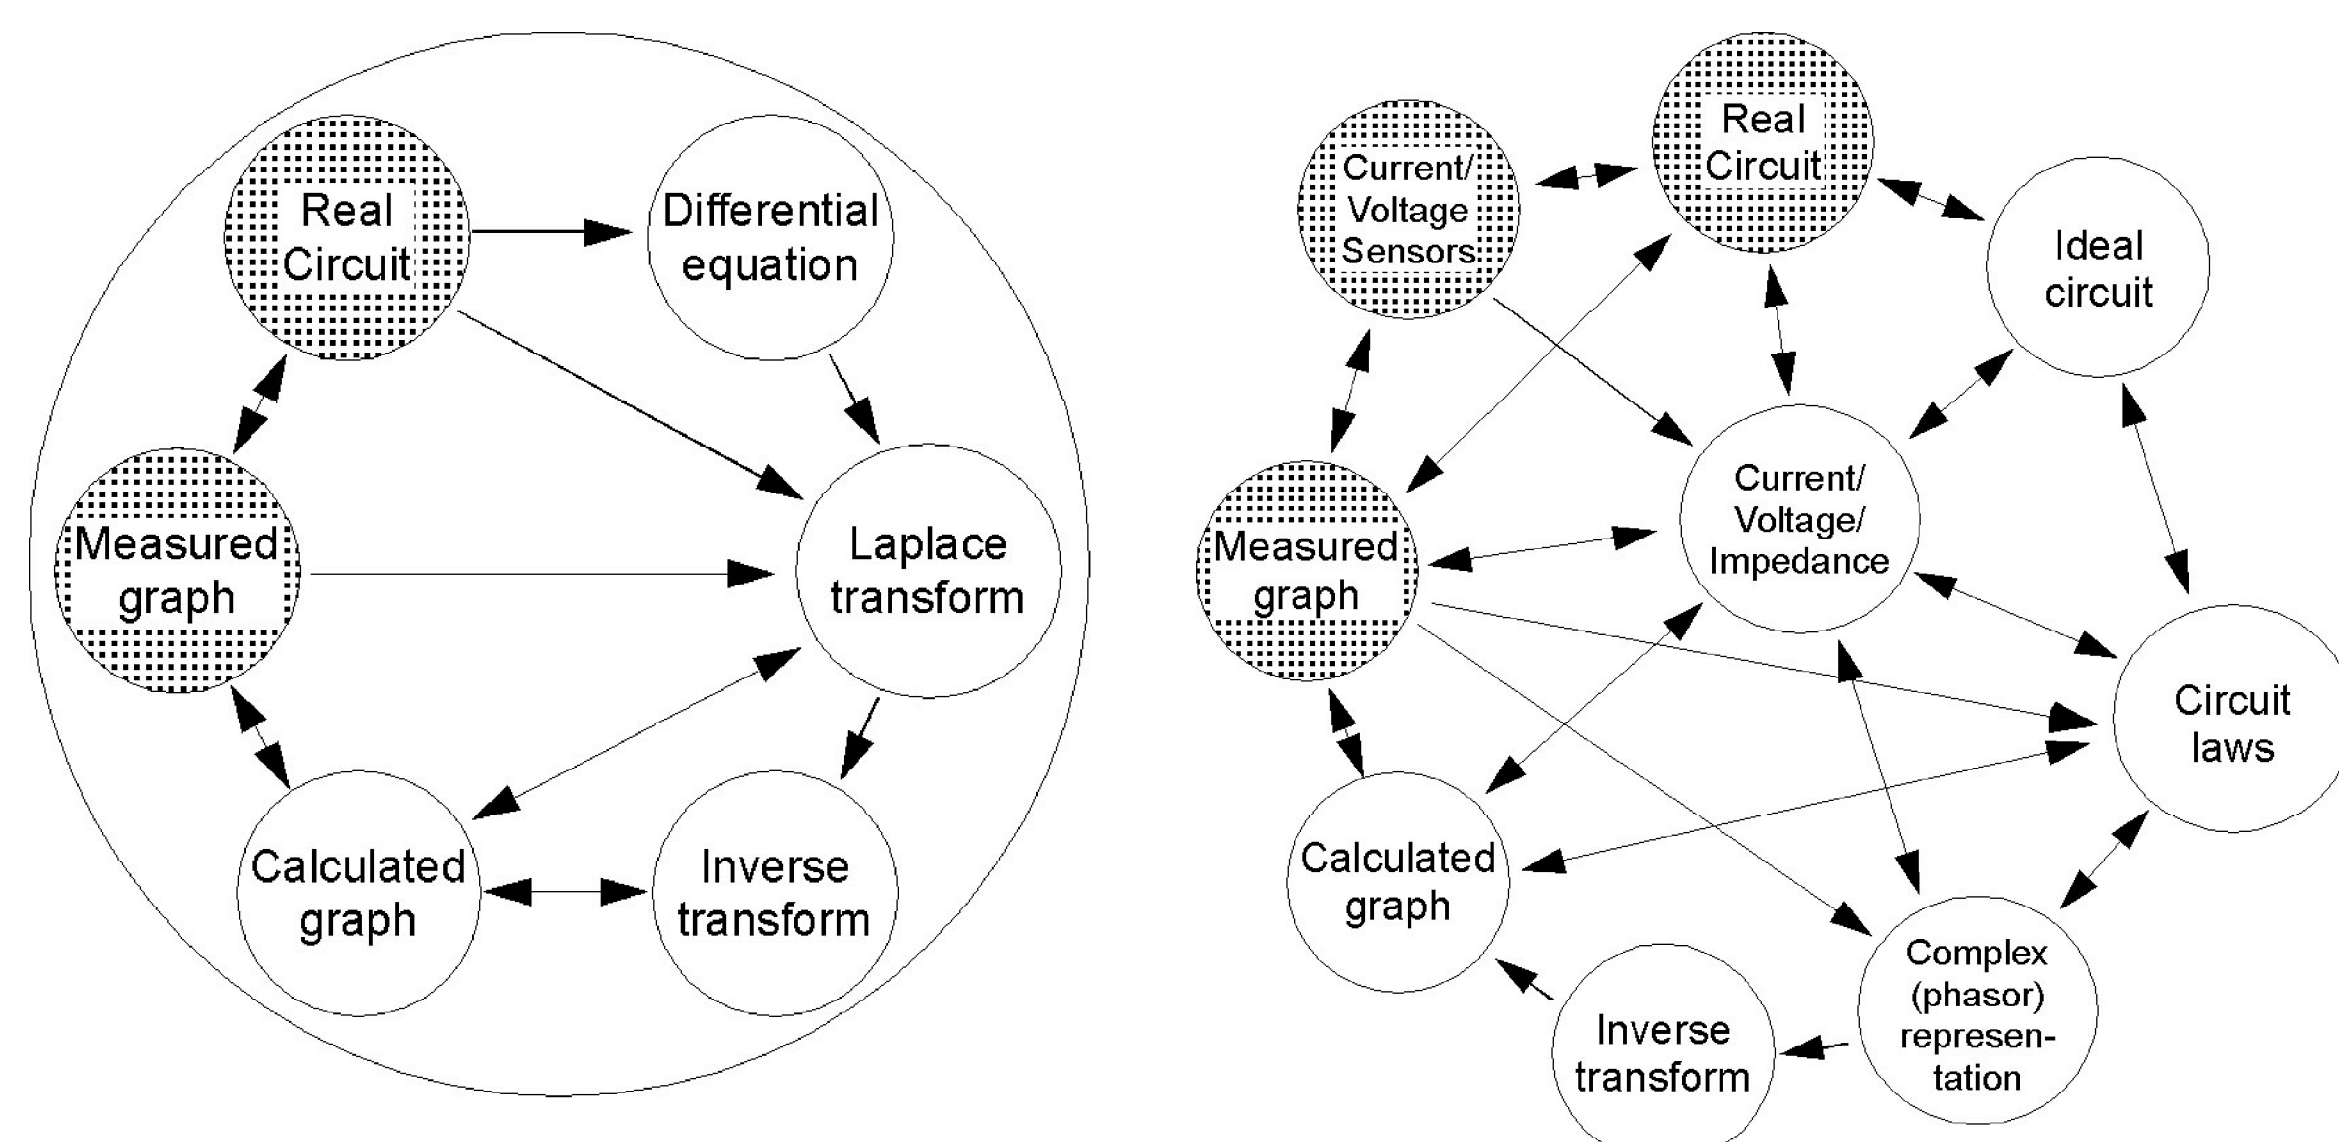 Real
Circuit
Differential
equation
Measured
graph
Laplace
transform
Calculated
graph
Inverse
transform
Current/
Voltage
Sensors
Real
Circuit
Ideal
circuit
Measured
graph
Current/
Voltage/
Impedance
Circuit
laws
Calculated
graph
Inverse
transform
Complex
(phasor)
represen-
tation